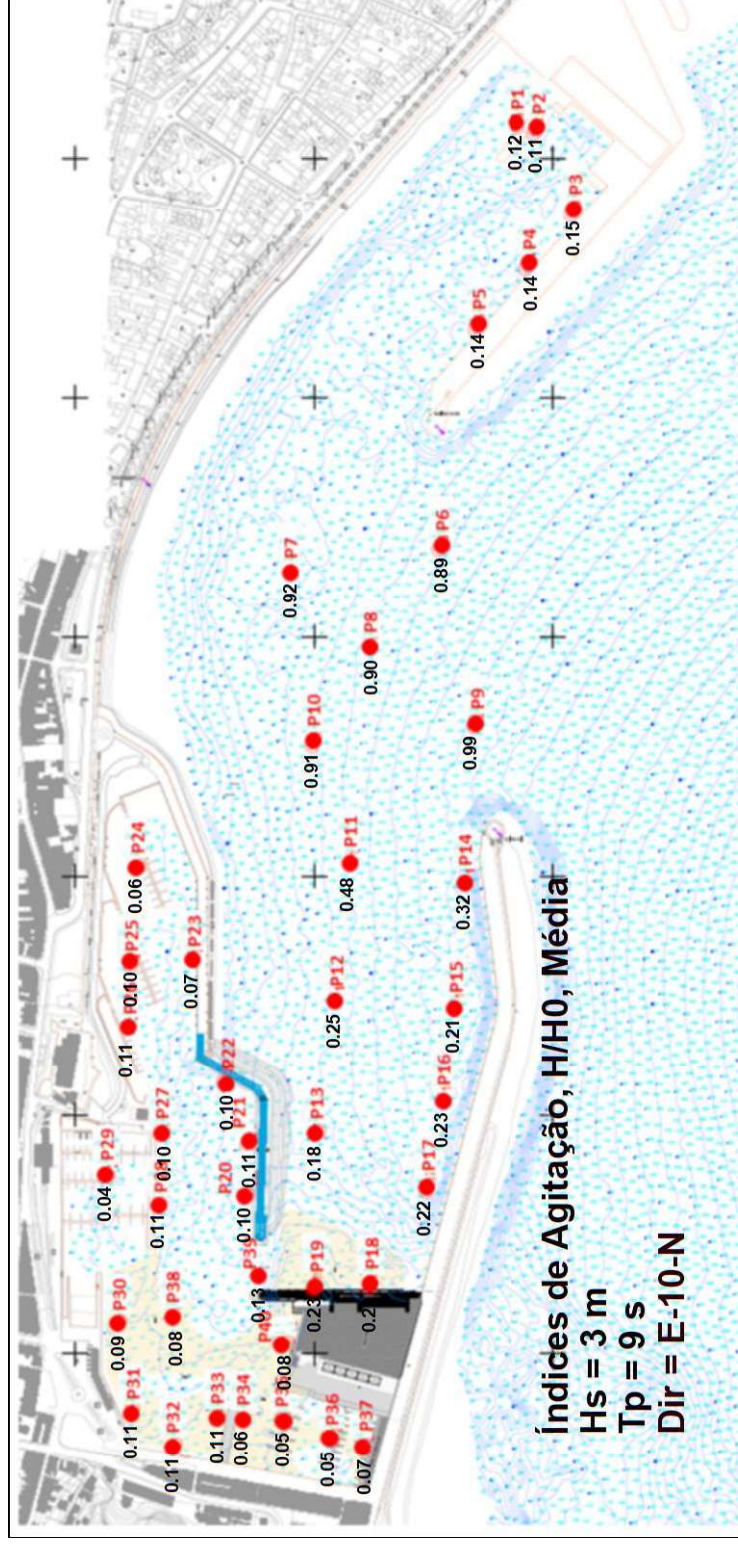 P1
0.12
P2
0.11
P3
0.15
P4
0.14
P5
0.14
P6
0.89
P7
0.92
P8
0.90
P9
0.99
P10
0.91
P11
0.48
P12
0.25
P13
0.18
P14
0.32
P15
0.21
P16
0.23
P17
0.22
P18
P19
0.23
P20
0.10
P21
0.11
P22
0.10
P23
0.07
P24
0.06
P25
0.10
0.11
P27
0.10
0.11
P29
0.04
P30
0.09
P31
0.11
P32
0.11
P33
0.11
P34
0.06
0.05
P36
0.05
P37
0.07
P38
0.08
P39
0.13
P40
0.08
Índices de Agitação, H/H0, Média
Hs = 3 m
Tp = 9 s
Dir = E-10-N